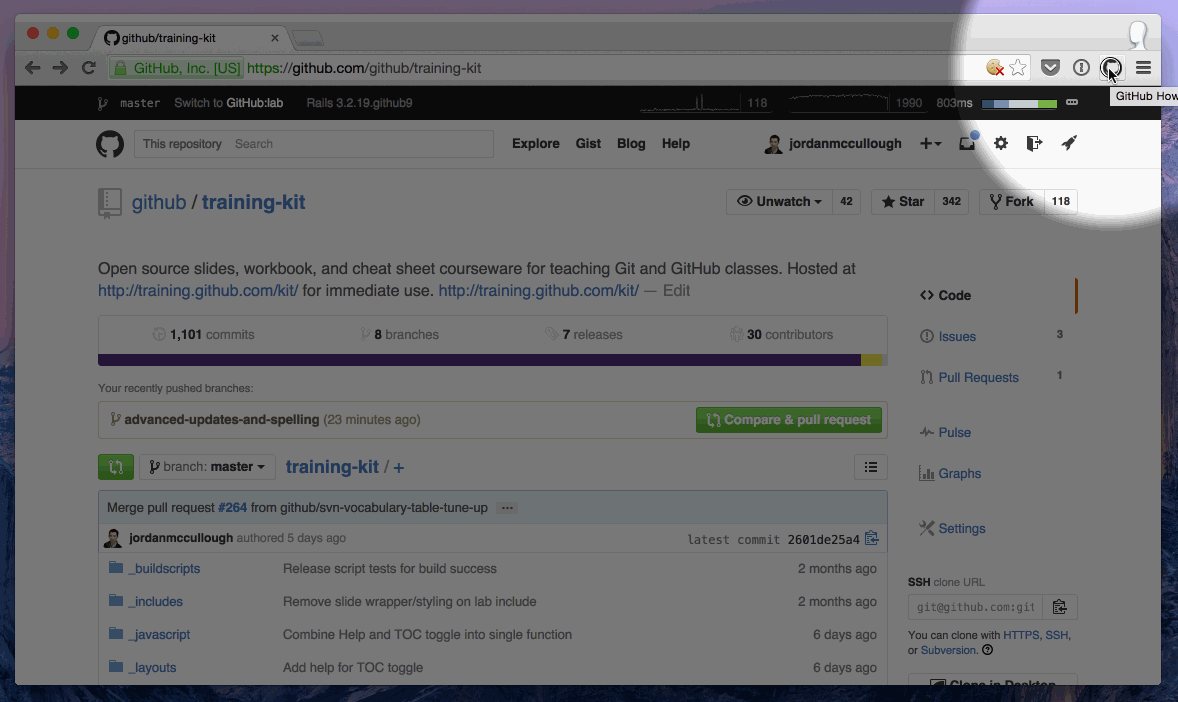 github/training-kit
GitHub, Inc. [US] https://github.com/github/training-kit
GitHub How
master Switch to GitHub:lab Rails 3.2.19.github9 118 1990 803ms
This repository Search Explore Gist Blog Help jordanmccullough
github / training-kit Unwatch 42 Star 342 Fork 118
Open source slides, workbook, and cheat sheet courseware for teaching Git and GitHub classes. Hosted at
http://training.github.com/kit/ for immediate use. http://training.github.com/kit/ — Edit
Code
1,101 commits 8 branches 7 releases 30 contributors
Issues 3
Pull Requests 1
Your recently pushed branches:
advanced-updates-and-spelling (23 minutes ago) Compare & pull request
Pulse
branch: master training-kit / +
Graphs
Merge pull request #264 from github/svn-vocabulary-table-tune-up ...
Settings
jordanmccullough authored 5 days ago latest commit 2601de25a4
_buildscripts Release script tests for build success 2 months ago
SSH clone URL
_includes Remove slide wrapper/styling on lab include 2 months ago
git@github.com:git
_javascript Combine Help and TOC toggle into single function 6 days ago
You can clone with HTTPS, SSH,
or Subversion.
_layouts Add help for TOC toggle 6 days ago
Clone in Desktop